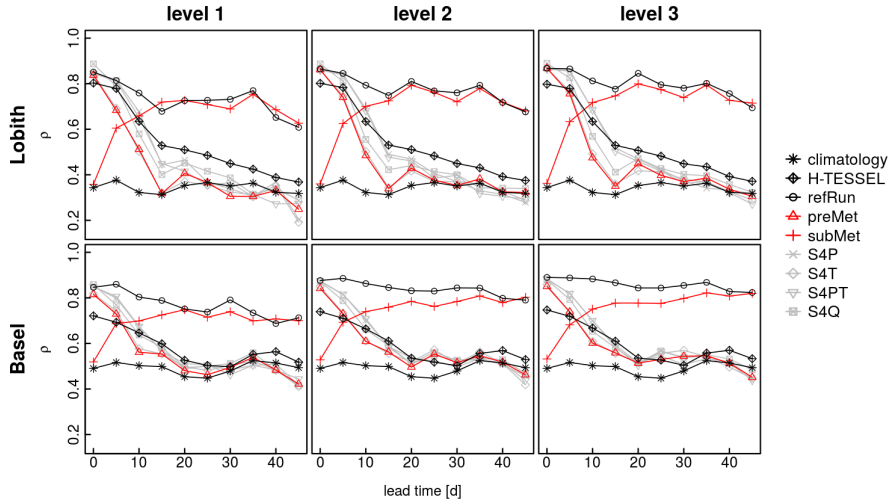 level 1 level 2 level 3
Lobith
ρ
1.0
0.8
0.6
0.4
0.2
Basel
ρ
1.0
0.8
0.6
0.4
0.2
0 10 20 30 40 0 10 20 30 40 0 10 20 30 40
lead time [d]
climatology
H-TESSEL
refRun
preMet
subMet
S4P
S4T
S4PT
S4Q